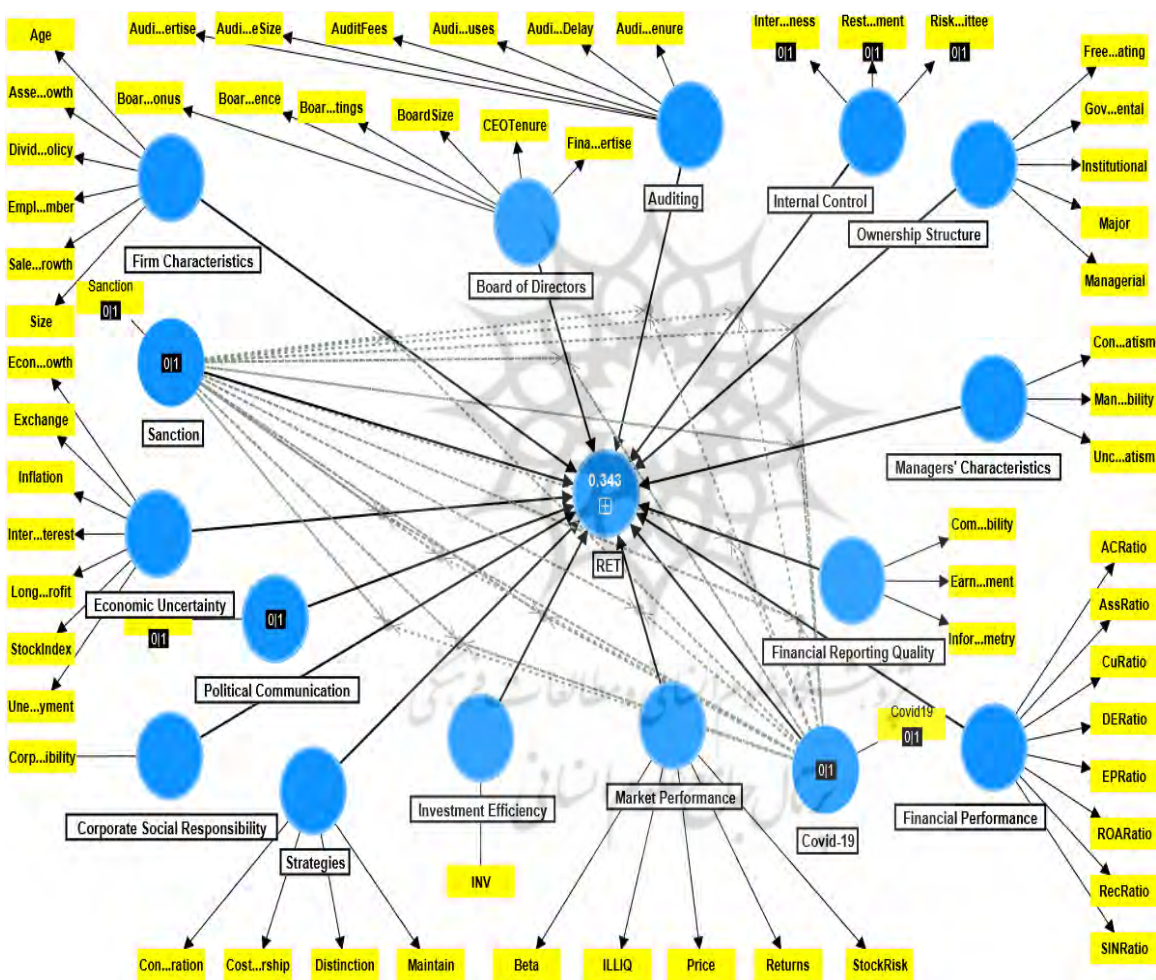 Age
Asse...owth
Divid...olicy
Empl...mber
Sale...rowth
Size
Firm Characteristics
Audi...ertise
Audi...eSize
AuditFees
Audi...uses
Audi...Delay
Audi...enure
Auditing
Boar...onus
Boar...ence
Boar...tings
BoardSize
CEOTenure
Fina...ertise
Board of Directors
Inter...ness
0|1
Rest...ment
0|1
Risk...ittee
0|1
Internal Control
Free...ating
Gov...ental
Institutional
Major
Managerial
Ownership Structure
Sanction
0|1
0|1
Sanction
Con...atism
Man...bility
Unc...atism
Managers' Characteristics
0,343
RET
Econ...owth
Exchange
Inflation
Inter...terest
Long...rofit
StockIndex
Une...yment
Economic Uncertainty
0|1
0|1
Political Communication
Com...bility
Earn...ment
Infor...metry
Financial Reporting Quality
ACRatio
AssRatio
CuRatio
DERatio
EPRatio
ROARatio
RecRatio
SINRatio
Financial Performance
Covid19
0|1
0|1
Covid-19
Corp...ibility
Corporate Social Responsibility
Strategies
Con...ration
Cost...rship
Distinction
Maintain
Investment Efficiency
INV
Market Performance
Beta
ILLIQ
Price
Returns
StockRisk